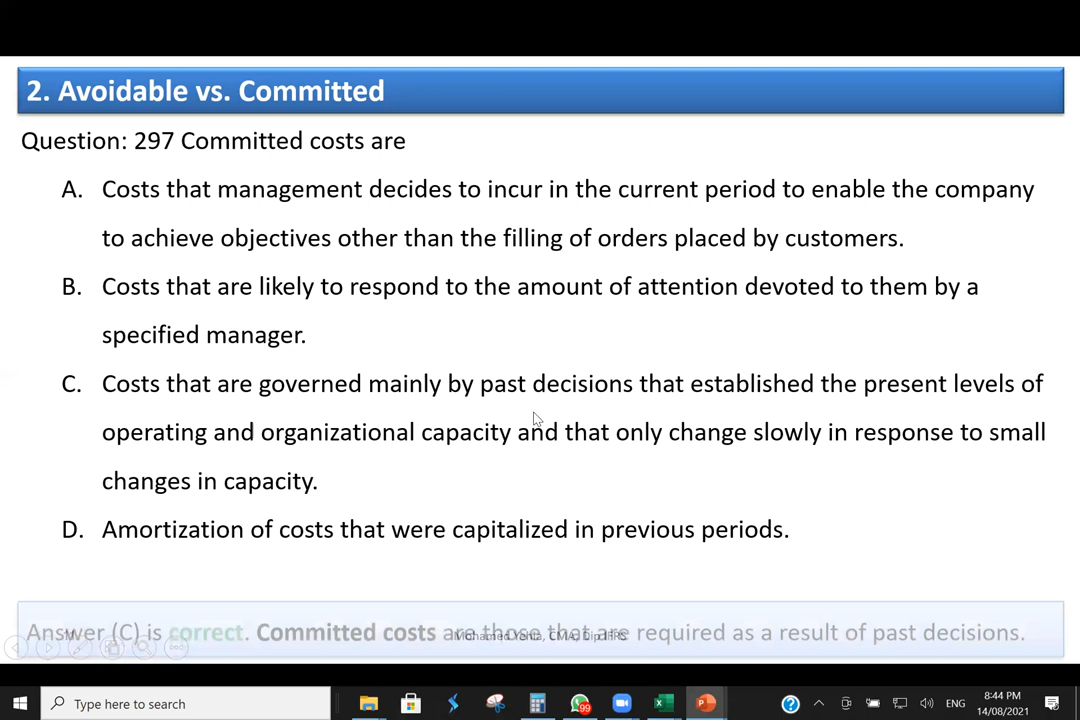 2. Avoidable vs. Committed
Question: 297 Committed costs are
A. Costs that management decides to incur in the current period to enable the company
to achieve objectives other than the filling of orders placed by customers.
B. Costs that are likely to respond to the amount of attention devoted to them by a
specified manager.
C. Costs that are governed mainly by past decisions that established the present levels of
operating and organizational capacity and that only change slowly in response to small
changes in capacity.
D. Amortization of costs that were capitalized in previous periods.
Answer (C) is correct. Committed costs are those that are required as a result of past decisions.
Mohamed Yehia, CMA, Dip IFRS
Type here to search
99
ENG
8:44 PM
14/08/2021